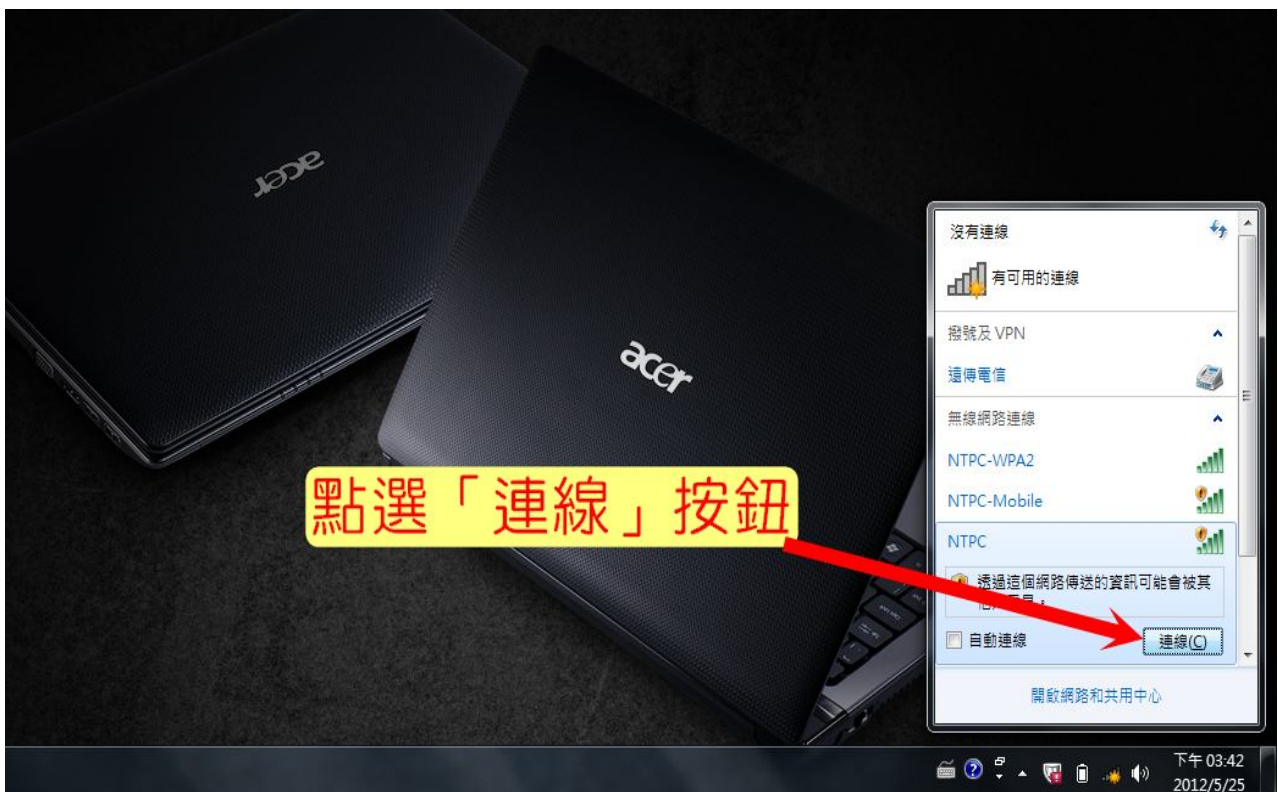 acer
acer
沒有連線
有可用的連線
撥號及 VPN
遠傳電信
無線網路連線
NTPC-WPA2
NTPC-Mobile
點選「連線」按鈕
NTPC
透過這個網路傳送的資訊可能會被其
自動連線
連線(C)
開啟網路和共用中心
下午 03:42
2012/5/25